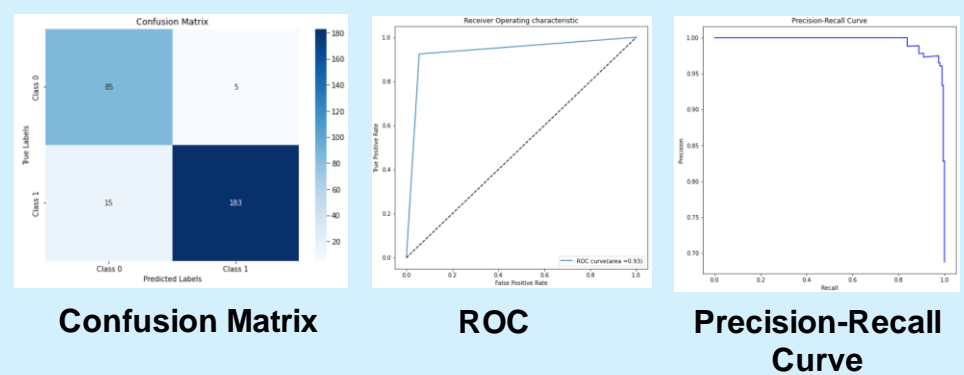 Confusion Matrix
Class 0
Class 1
True Labels
85
5
15
183
Class 0
Class 1
Predicted Labels
180
160
140
120
100
80
60
40
20
Receiver Operating characteristic
True Positive Rate
1.0
0.8
0.6
0.4
0.2
0.0
ROC curve(area =0.93)
0.0
0.2
0.4
0.6
0.8
1.0
False Positive Rate
Precision-Recall Curve
Precision
1.00
0.95
0.90
0.85
0.80
0.75
0.70
0.0
0.2
0.4
0.6
0.8
1.0
Recall
Confusion Matrix
ROC
Precision-Recall
Curve